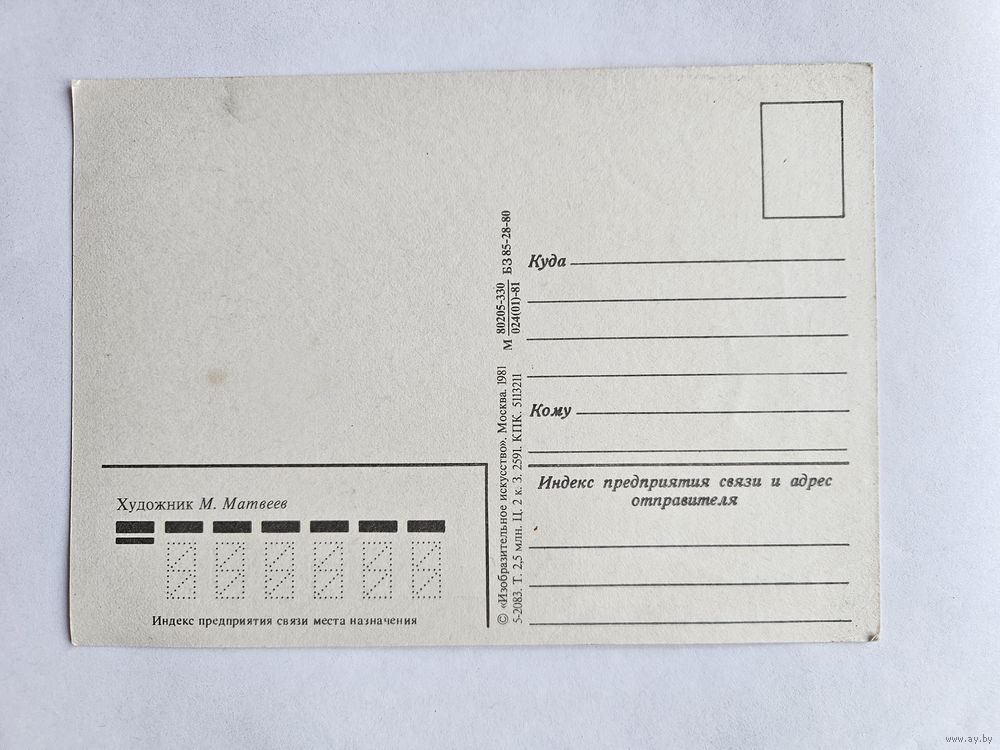 Куда
Кому
Индекс предприятия связи и адрес
отправителя
© «Изобразительное искусство». Москва. 1981
5-2083. Т. 2,5 млн. Ц. 2 к. З. 2591. КПК. 5113211
М 80205-330 БЗ 85-28-80
024(01)-81
Художник М. Матвеев
Индекс предприятия связи места назначения
www.ay.by